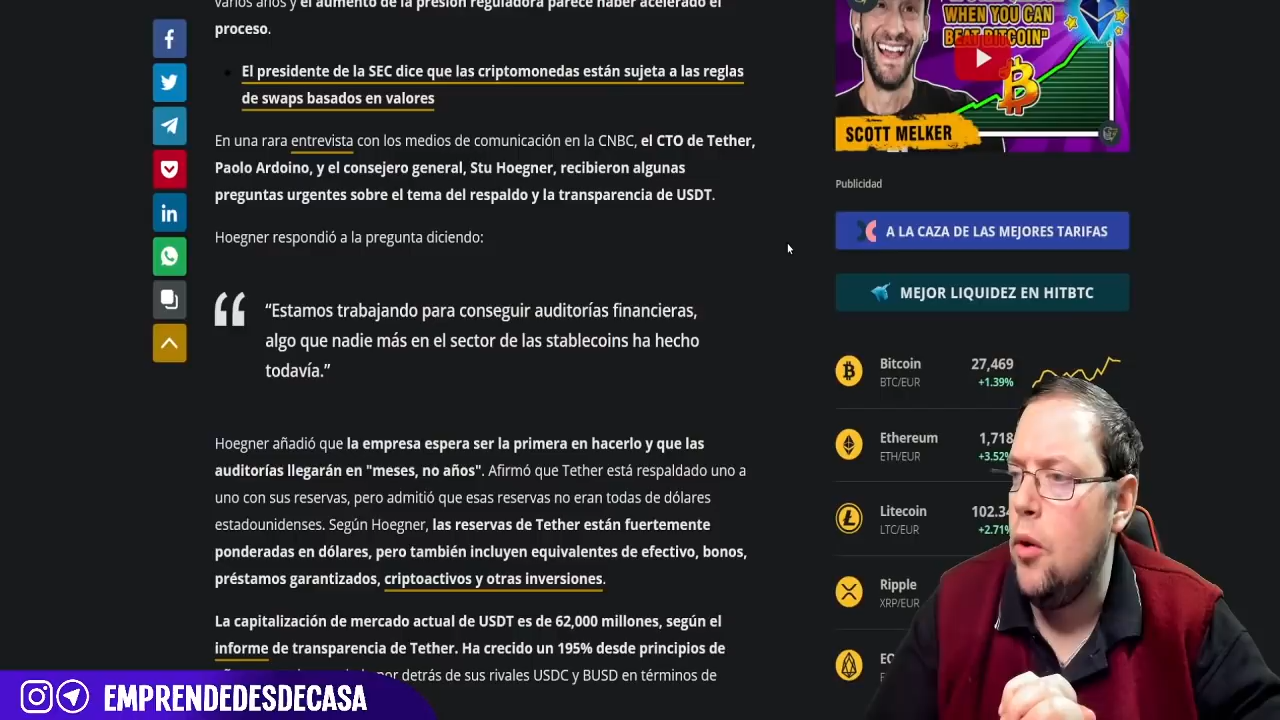 varios años y el aumento de la presión reguladora parece haber acelerado el
proceso.
El presidente de la SEC dice que las criptomonedas están sujeta a las reglas
de swaps basados en valores
En una rara entrevista con los medios de comunicación en la CNBC, el CTO de Tether,
Paolo Ardoino, y el consejero general, Stu Hoegner, recibieron algunas
preguntas urgentes sobre el tema del respaldo y la transparencia de USDT.
Hoegner respondió a la pregunta diciendo:
“Estamos trabajando para conseguir auditorías financieras,
algo que nadie más en el sector de las stablecoins ha hecho
todavía.”
Hoegner añadió que la empresa espera ser la primera en hacerlo y que las
auditorías llegarán en "meses, no años". Afirmó que Tether está respaldado uno a
uno con sus reservas, pero admitió que esas reservas no eran todas de dólares
estadounidenses. Según Hoegner, las reservas de Tether están fuertemente
ponderadas en dólares, pero también incluyen equivalentes de efectivo, bonos,
préstamos garantizados, criptoactivos y otras inversiones.
La capitalización de mercado actual de USDT es de 62,000 millones, según el
informe de transparencia de Tether. Ha crecido un 195% desde principios de
por detrás de sus rivales USDC y BUSD en términos de
WHEN YOU CAN
BEAT BITCOIN"
SCOTT MELKER
Publicidad
A LA CAZA DE LAS MEJORES TARIFAS
MEJOR LIQUIDEZ EN HITBTC
Bitcoin 27,469
BTC/EUR +1.39%
Ethereum 1,718
ETH/EUR +3.52%
Litecoin 102.34
LTC/EUR +2.71%
Ripple
XRP/EUR
EMPRENDEDESDECASA